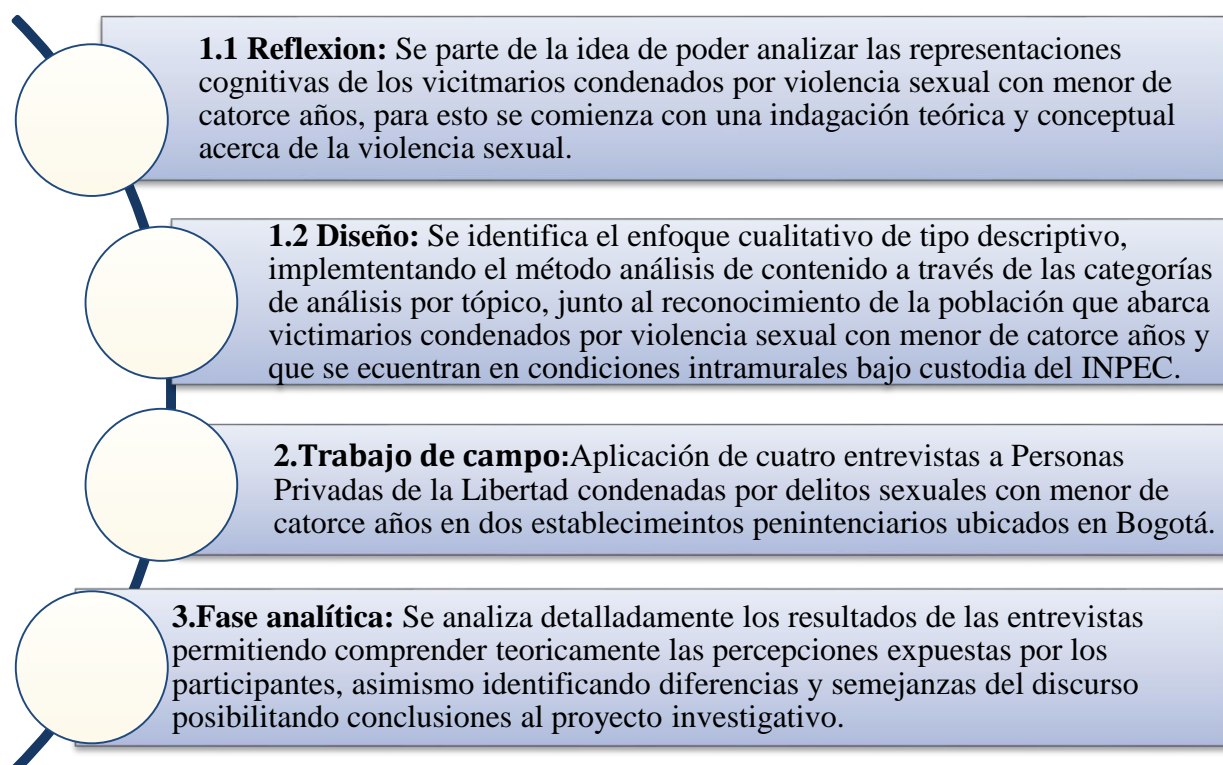 1.1 Reflexion: Se parte de la idea de poder analizar las representaciones
cognitivas de los vicitmarios condenados por violencia sexual con menor de
catorce años, para esto se comienza con una indagación teórica y conceptual
acerca de la violencia sexual.
1.2 Diseño: Se identifica el enfoque cualitativo de tipo descriptivo,
implemtentando el método análisis de contenido a través de las categorías
de análisis por tópico, junto al reconocimiento de la población que abarca
victimarios condenados por violencia sexual con menor de catorce años y
que se ecuentran en condiciones intramurales bajo custodia del INPEC.
2.Trabajo de campo:Aplicación de cuatro entrevistas a Personas
Privadas de la Libertad condenadas por delitos sexuales con menor de
catorce años en dos establecimeintos penintenciarios ubicados en Bogotá.
3.Fase analítica: Se analiza detalladamente los resultados de las entrevistas
permitiendo comprender teoricamente las percepciones expuestas por los
participantes, asimismo identificando diferencias y semejanzas del discurso
posibilitando conclusiones al proyecto investigativo.